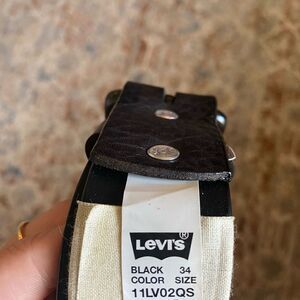 LEVI'S
BLACK 34
COLOR SIZE
11LV02QS